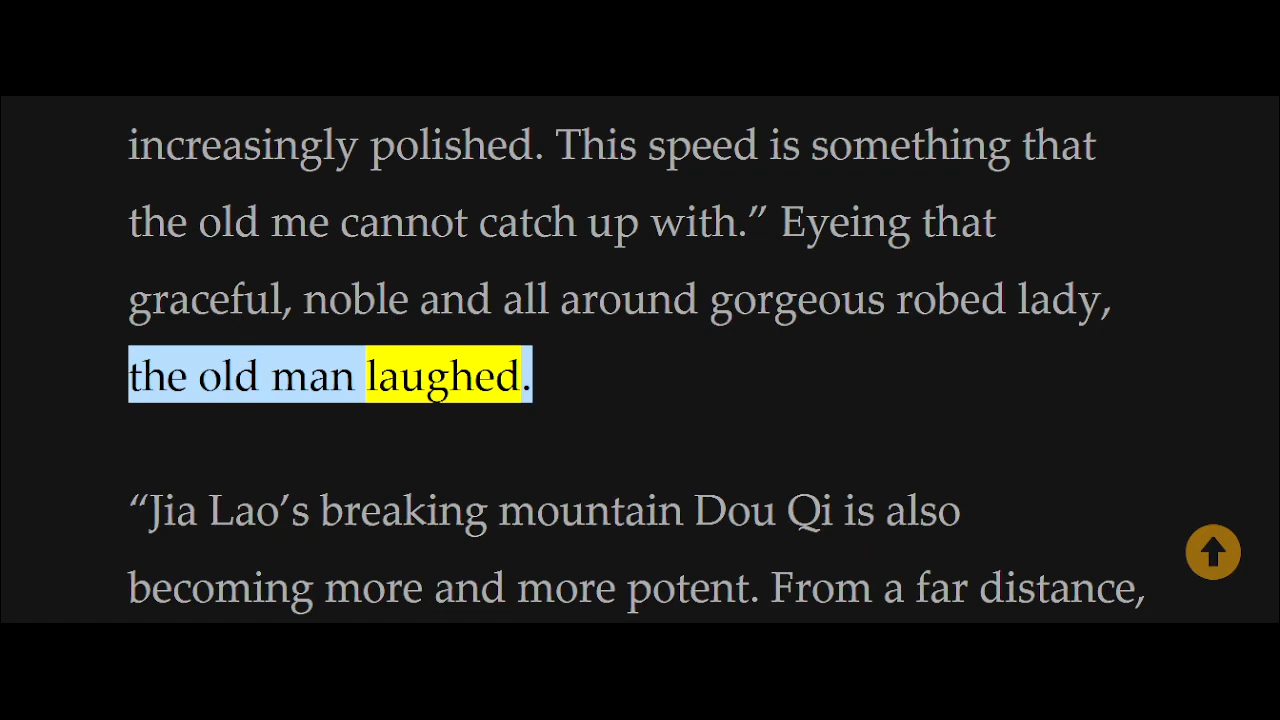 increasingly polished. This speed is something that
the old me cannot catch up with.” Eyeing that
graceful, noble and all around gorgeous robed lady,
the old man laughed.
“Jia Lao’s breaking mountain Dou Qi is also
becoming more and more potent. From a far distance,